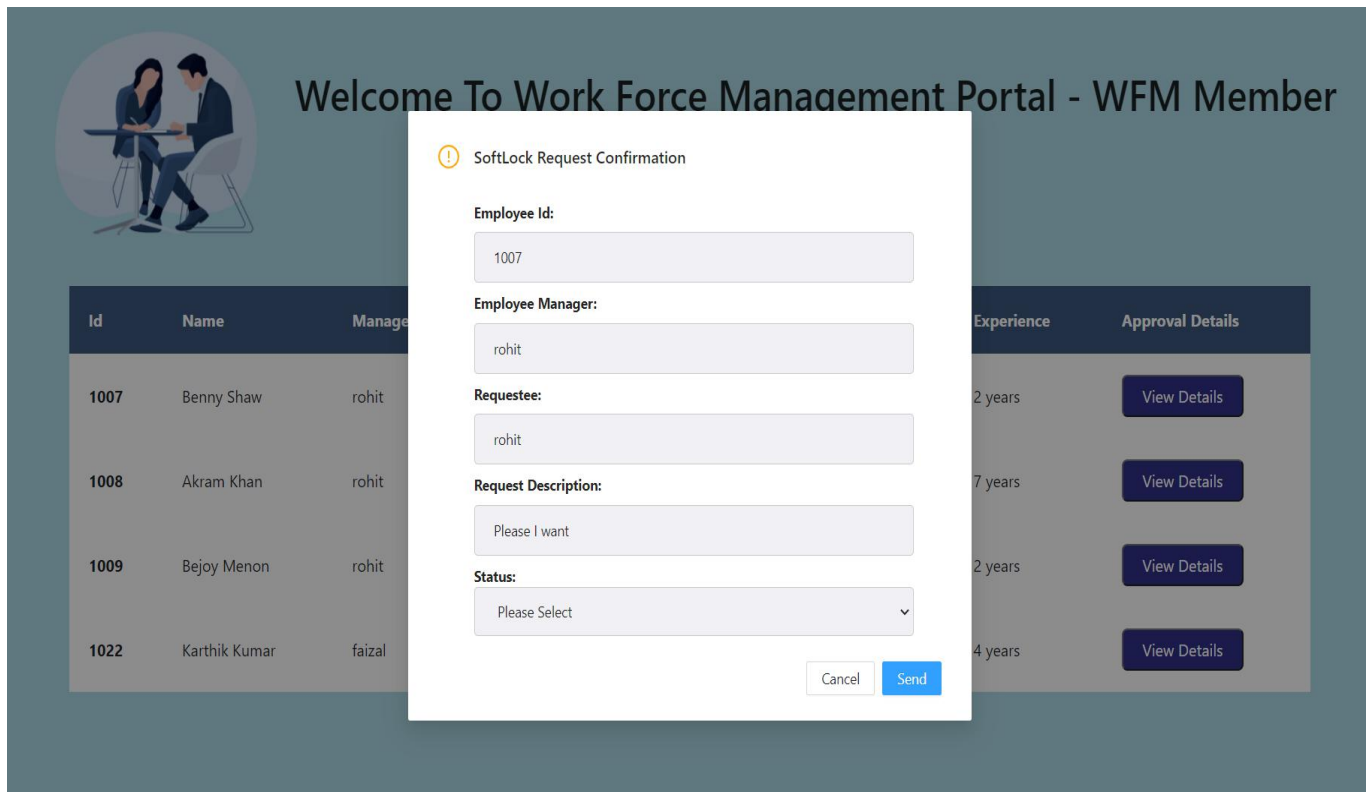 Welcome To Work Force Management Portal - WFM Member
SoftLock Request Confirmation
Employee Id:
1007
Employee Manager:
rohit
Requestee:
rohit
Request Description:
Please I want
Status:
Please Select
Cancel Send
Id Name Manage Experience Approval Details
1007 Benny Shaw rohit 2 years View Details
1008 Akram Khan rohit 7 years View Details
1009 Bejoy Menon rohit 2 years View Details
1022 Karthik Kumar faizal 4 years View Details